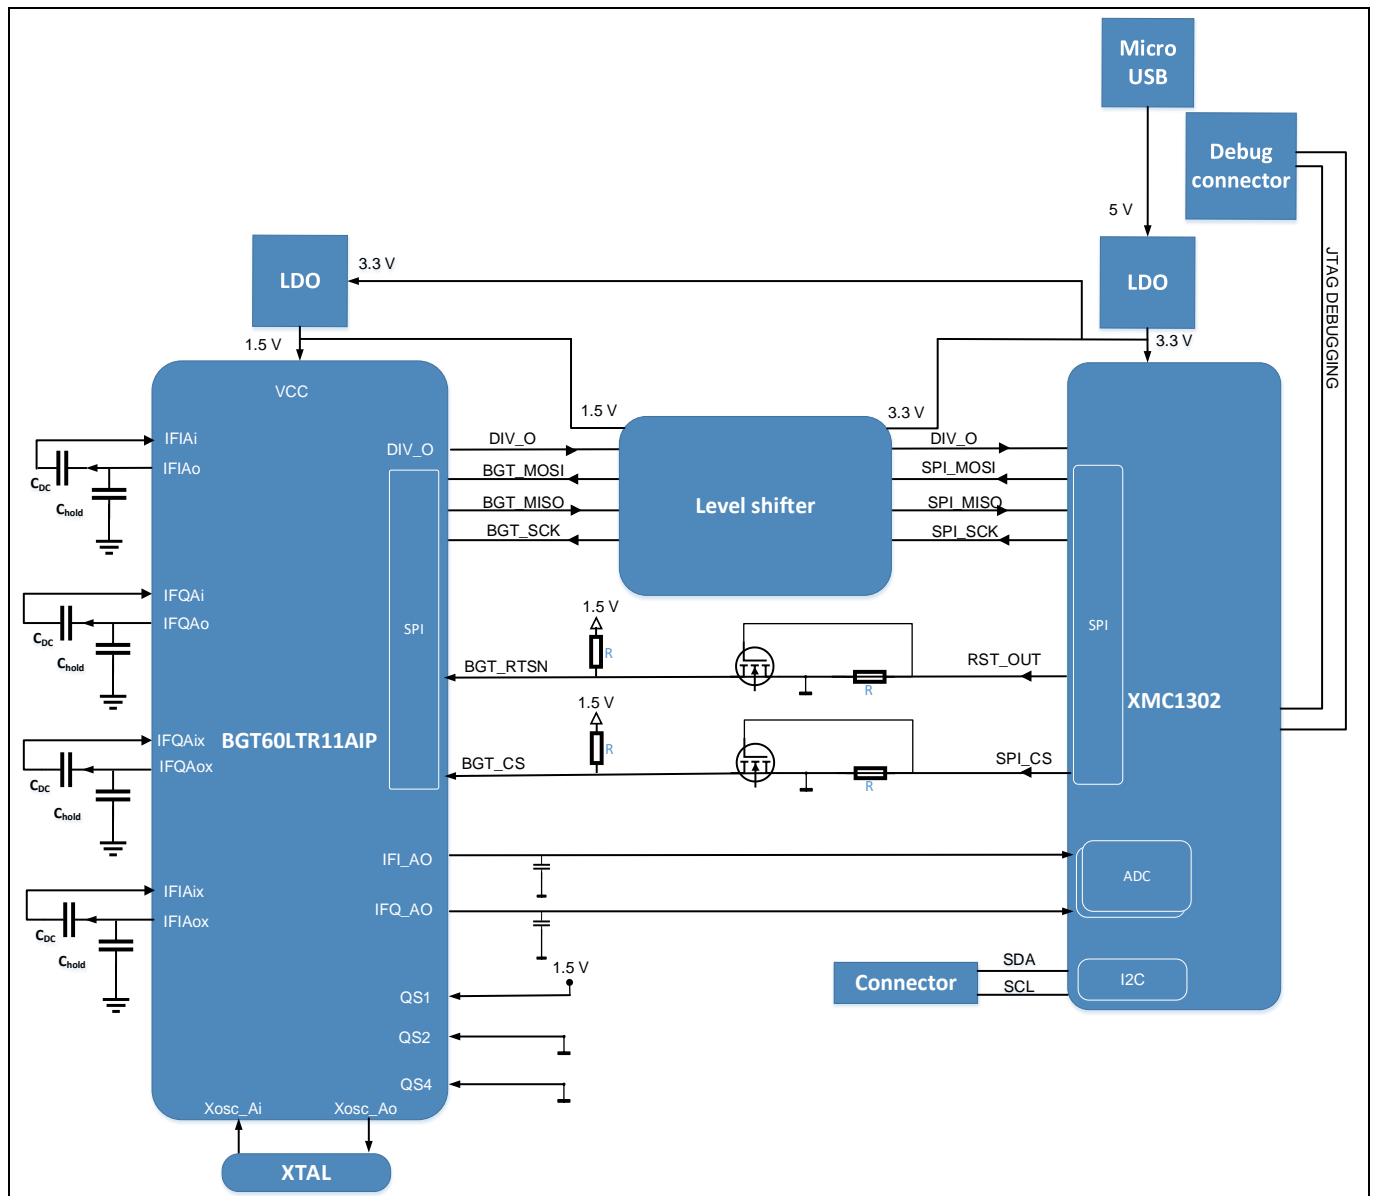 Micro
USB
Debug
connector
5 V
JTAG DEBUGGING
LDO
3.3 V
LDO
1.5 V
3.3 V
VCC
1.5 V
3.3 V
IFIAi
IFIAo
CDC
Chold
DIV_O
DIV_O
DIV_O
BGT_MOSI
SPI_MOSI
BGT_MISO
SPI_MISO
BGT_SCK
SPI_SCK
Level shifter
IFQAi
IFQAo
CDC
Chold
SPI
SPI
1.5 V
R
BGT_RTSN
R
RST_OUT
1.5 V
R
BGT_CS
R
SPI_CS
XMC1302
IFQAix
IFQAox
CDC
Chold
BGT60LTR11AIP
IFI_AO
ADC
IFIAix
IFIAox
CDC
Chold
IFQ_AO
1.5 V
QS1
QS2
QS4
Connector
SDA
SCL
I2C
Xosc_Ai
Xosc_Ao
XTAL